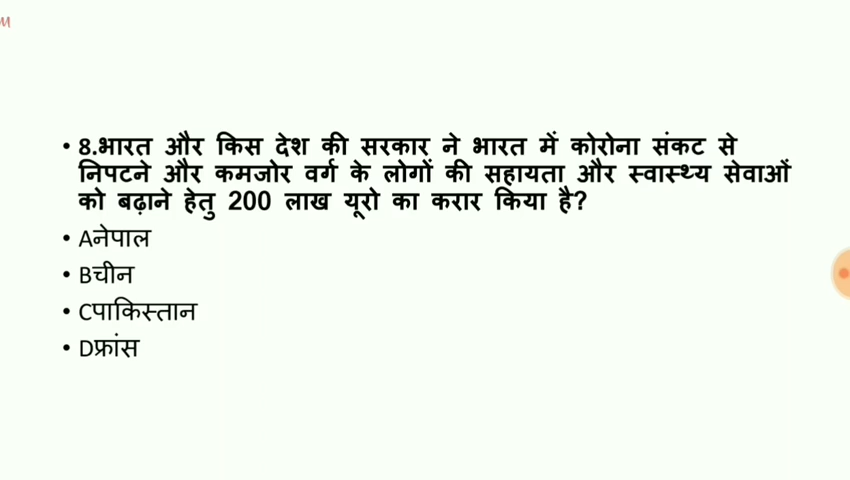 M
• 8.भारत और किस देश की सरकार ने भारत में कोरोना संकट से
निपटने और कमजोर वर्ग के लोगों की सहायता और स्वास्थ्य सेवाओं
को बढ़ाने हेतु 200 लाख यूरो का करार किया है?
• Aनेपाल
• Bचीन
• Cपाकिस्तान
• Dफ्रांस